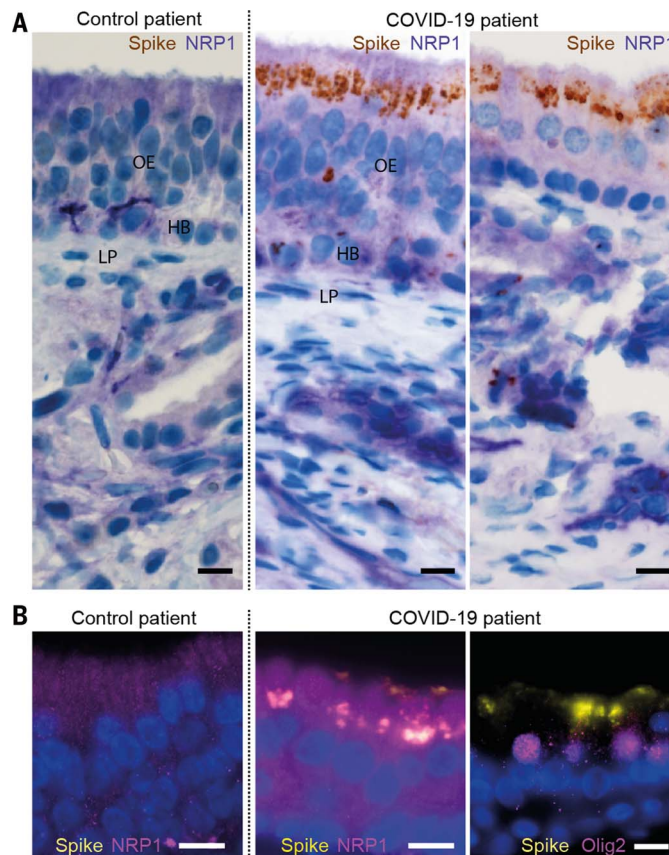 A
Control patient
COVID-19 patient
Spike NRP1
Spike NRP1
Spike NRP1
OE
HB
LP
OE
HB
LP
B
Control patient
COVID-19 patient
Spike NRP1
Spike NRP1
Spike Olig2